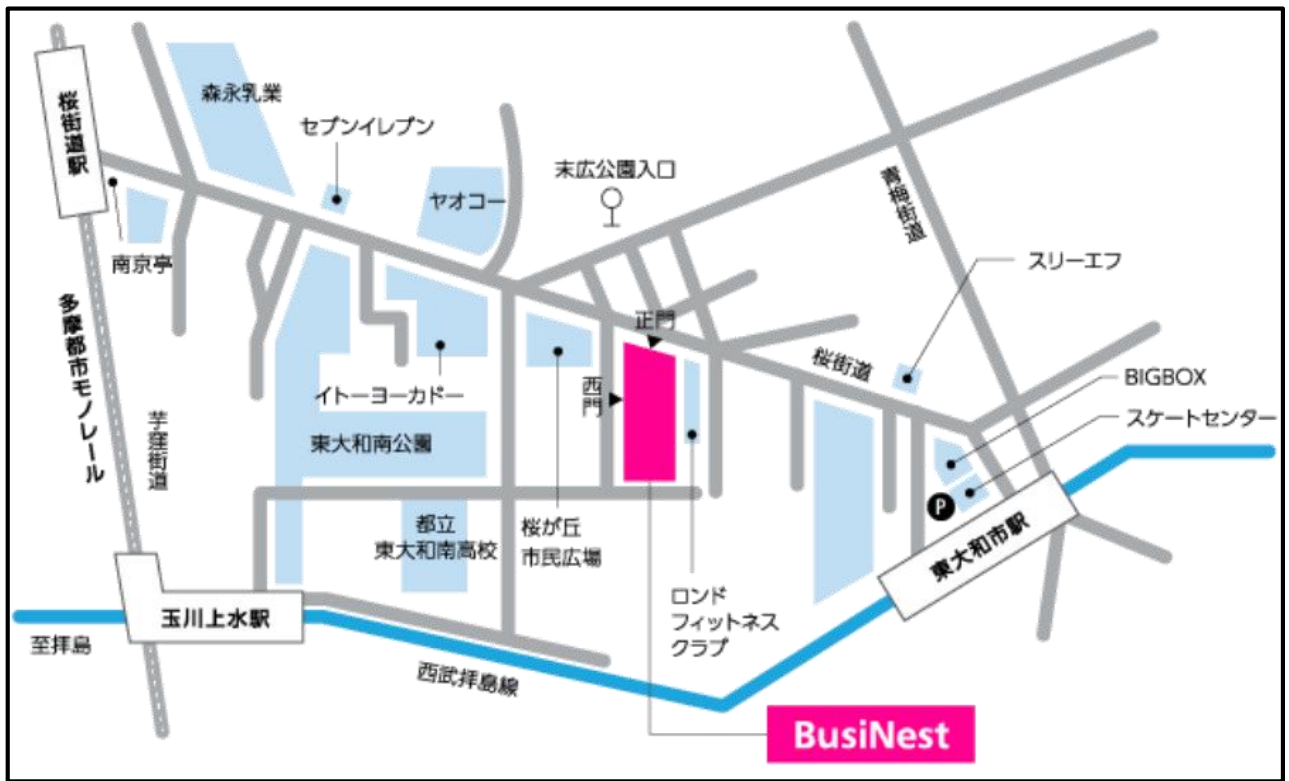 桜街道駅
森永乳業
セブンイレブン
ヤオコー
末広公園入口
青梅街道
南京亭
スリーエフ
多摩都市モノレール
芋窪街道
正門
桜街道
西門
BIGBOX
イトーヨーカドー
スケートセンター
東大和南公園
P
都立
東大和南高校
桜が丘
市民広場
東大和市駅
ロンド
フィットネス
クラブ
玉川上水駅
至拝島
西武拝島線
BusiNest